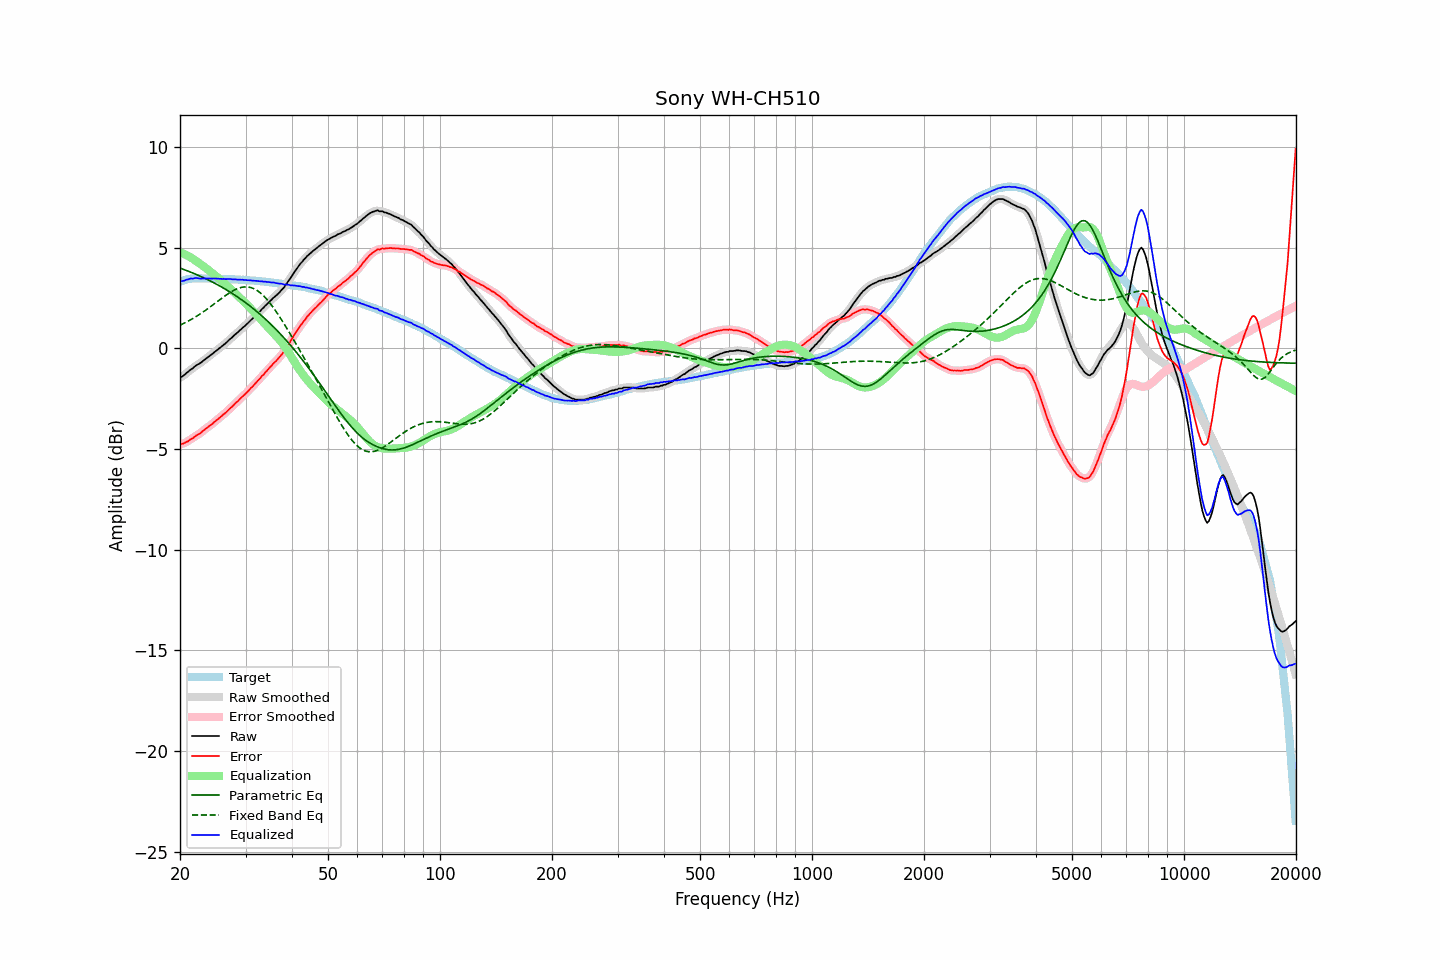 Sony WH-CH510
Amplitude (dBr)
10
5
0
−5
−10
−15
−20
−25
Target
Raw Smoothed
Error Smoothed
Raw
Error
Equalization
Parametric Eq
Fixed Band Eq
Equalized
20 50 100 200 500 1000 2000 5000 10000 20000
Frequency (Hz)